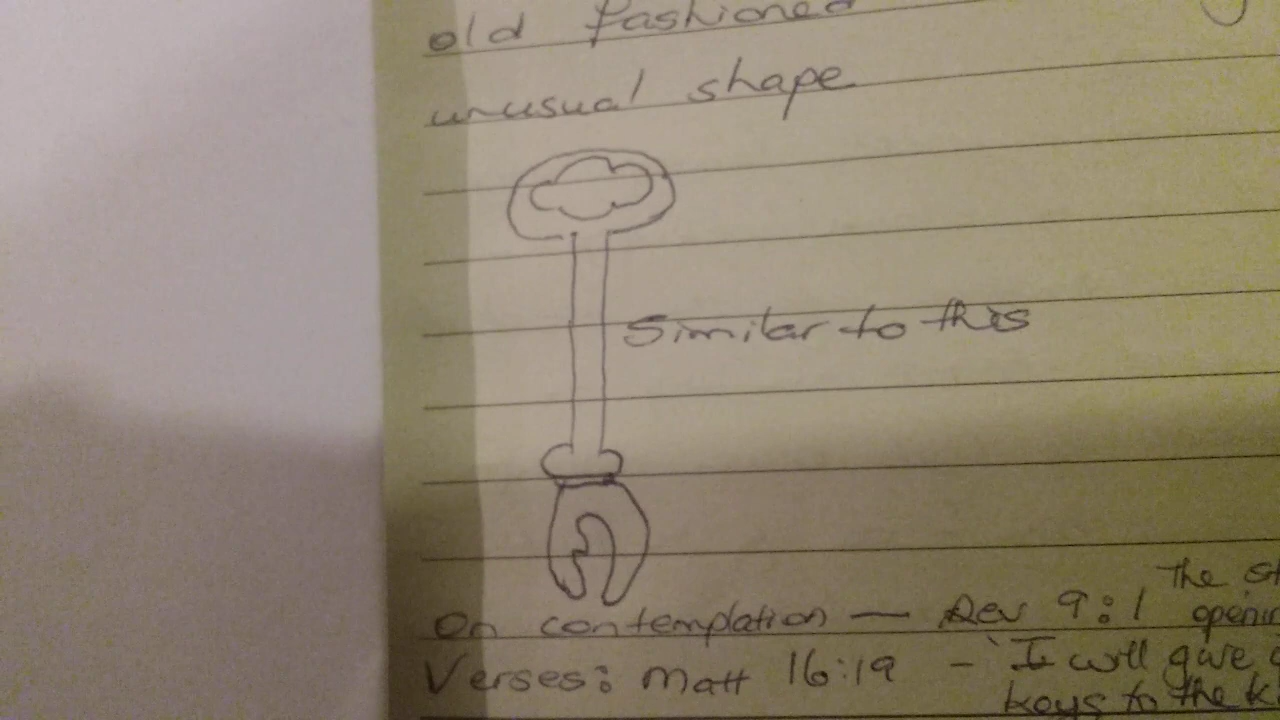 old fashioned
unusual shape
Similar to this
The
On contemplation — Rev 9:1
Verses: Matt 16:19 - 'I will give
keys to the